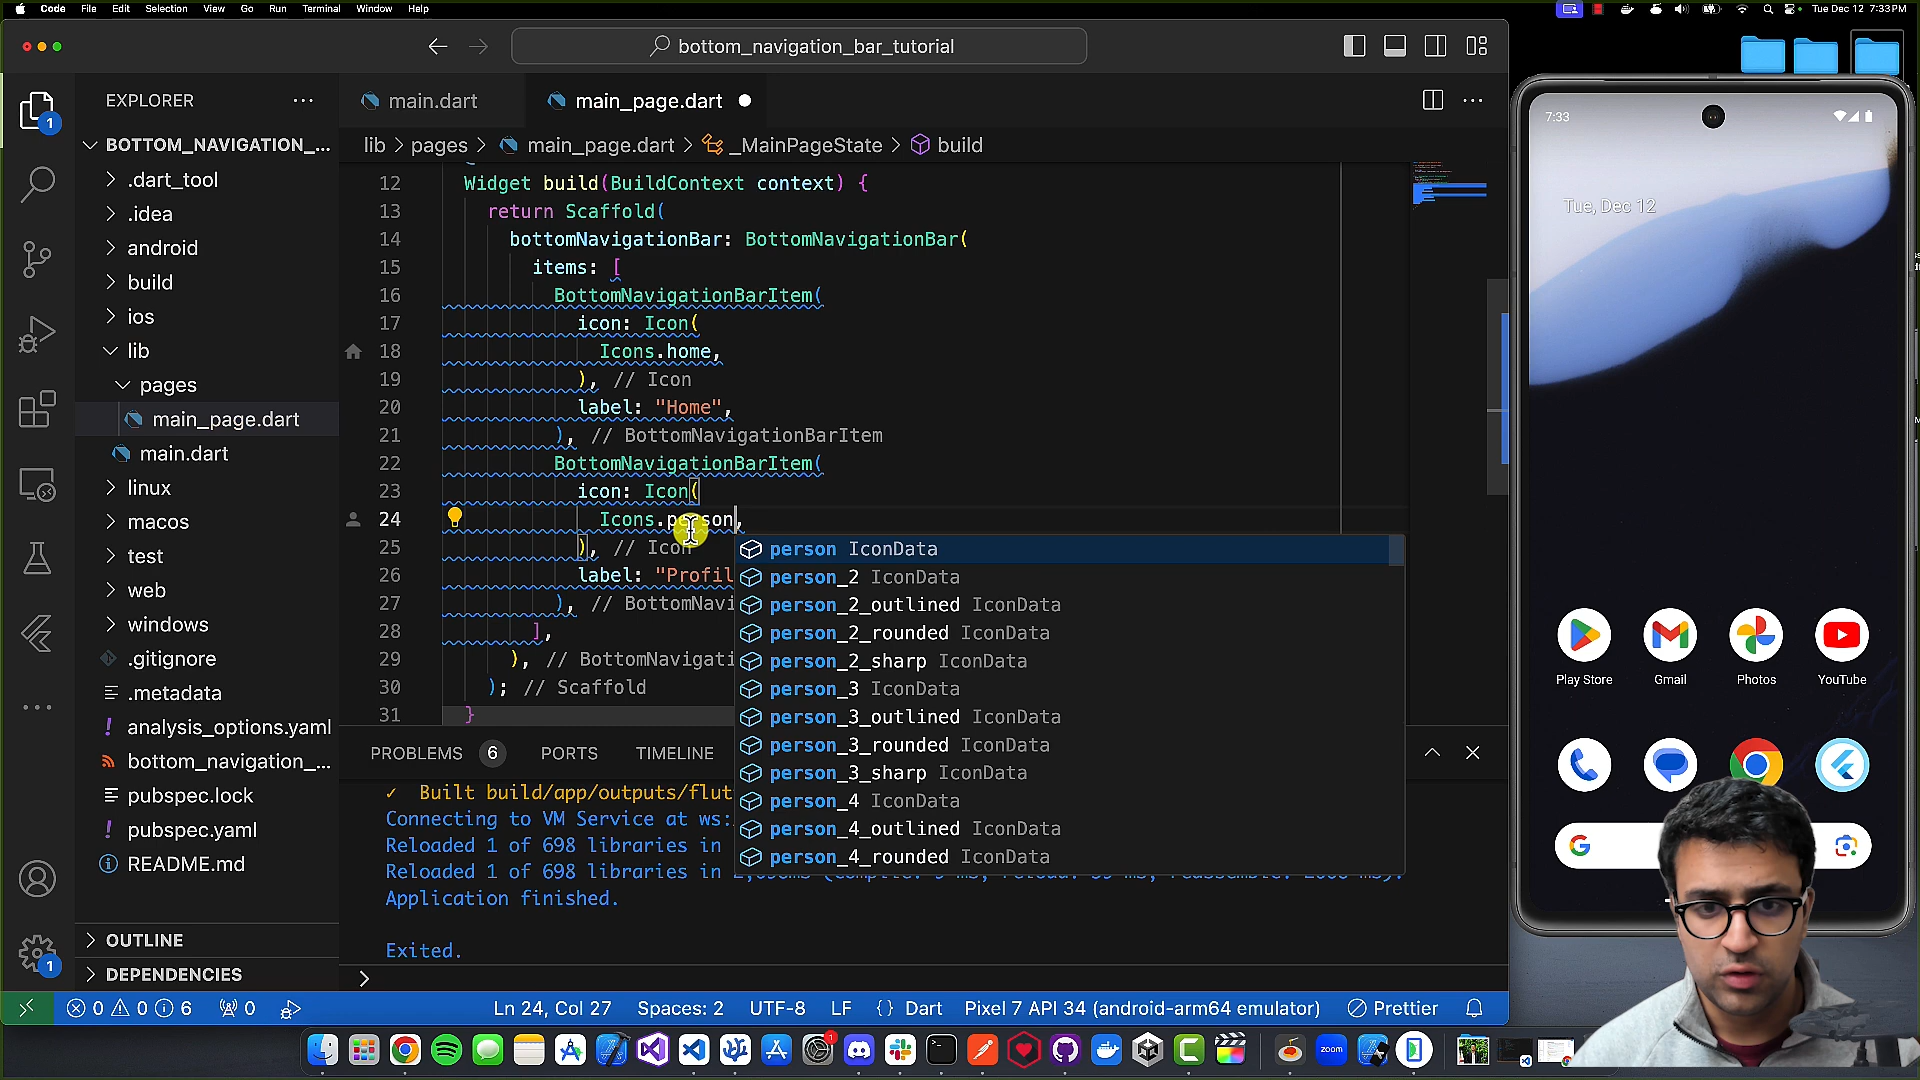 Code File Edit Selection View Go Run Terminal Window Help
Tue Dec 12 7:33 PM
bottom_navigation_bar_tutorial
EXPLORER
main.dart
main_page.dart
BOTTOM_NAVIGATION_...
lib > pages > main_page.dart > _MainPageState > build
.dart_tool
.idea
android
build
ios
lib
pages
main_page.dart
main.dart
linux
macos
test
web
windows
.gitignore
.metadata
analysis_options.yaml
bottom_navigation_...
pubspec.lock
pubspec.yaml
README.md
OUTLINE
DEPENDENCIES
1
1
12 Widget build(BuildContext context) {
13 return Scaffold(
14 bottomNavigationBar: BottomNavigationBar(
15 items: [
16 BottomNavigationBarItem(
17 icon: Icon(
18 Icons.home,
19 ), // Icon
20 label: "Home",
21 ), // BottomNavigationBarItem
22 BottomNavigationBarItem(
23 icon: Icon(
24 Icons.person,
25 ), // Icon
26 label: "Profil
27 ), // BottomNavi
28 ],
29 ), // BottomNavigati
30 ); // Scaffold
31 }
person IconData
person_2 IconData
person_2_outlined IconData
person_2_rounded IconData
person_2_sharp IconData
person_3 IconData
person_3_outlined IconData
person_3_rounded IconData
person_3_sharp IconData
person_4 IconData
person_4_outlined IconData
person_4_rounded IconData
PROBLEMS 6 PORTS TIMELINE
✓ Built build/app/outputs/flut
Connecting to VM Service at ws:
Reloaded 1 of 698 libraries in
Reloaded 1 of 698 libraries in
Application finished.
Exited.
0 0 6 0
Ln 24, Col 27 Spaces: 2 UTF-8 LF {} Dart Pixel 7 API 34 (android-arm64 emulator) Prettier
7:33
Tue, Dec 12
Play Store Gmail Photos YouTube
zoom